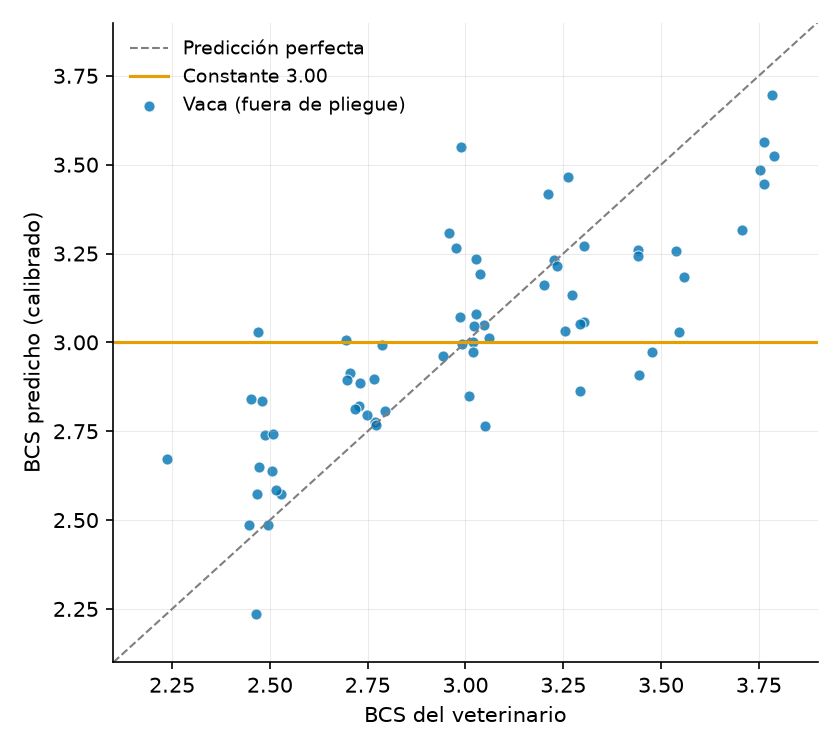 Predicción perfecta
Constante 3.00
Vaca (fuera de pliegue)
3.75
3.50
3.25
3.00
2.75
2.50
2.25
BCS predicho (calibrado)
2.25 2.50 2.75 3.00 3.25 3.50 3.75
BCS del veterinario